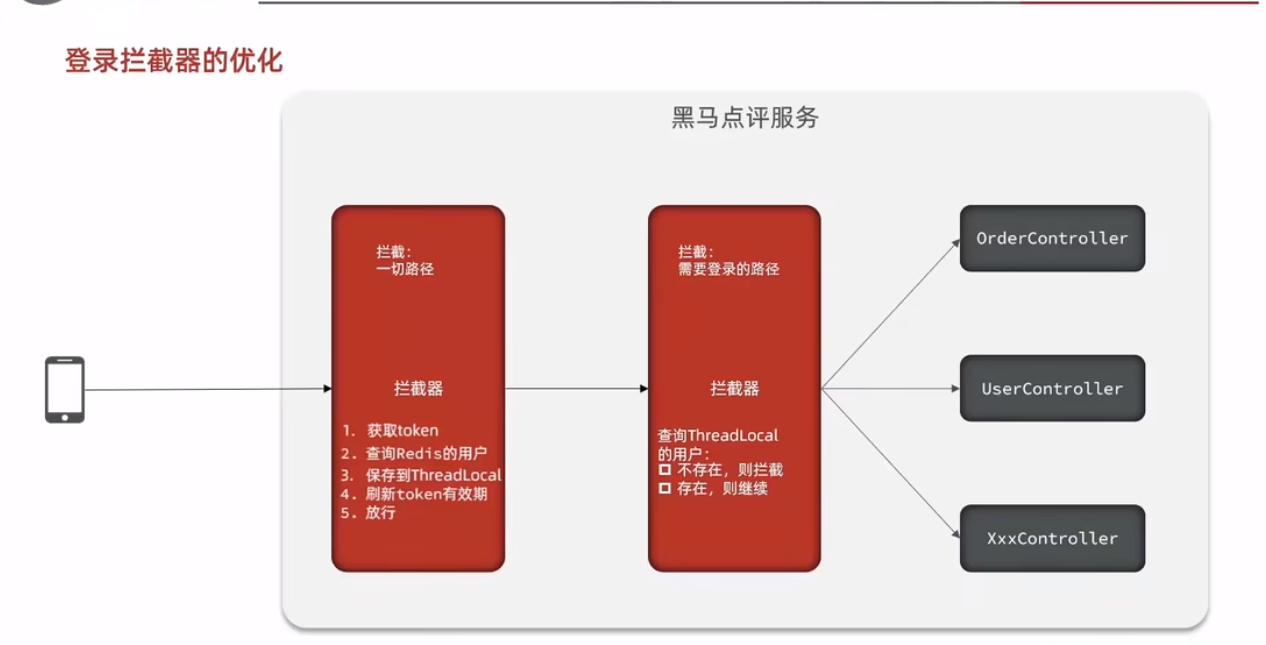 登录拦截器的优化
黑马点评服务
拦截：
一切路径
拦截器
1. 获取token
2. 查询Redis的用户
3. 保存到ThreadLocal
4. 刷新token有效期
5. 放行
拦截：
需要登录的路径
拦截器
查询ThreadLocal
的用户：
不存在，则拦截
存在，则继续
OrderController
UserController
XxxController